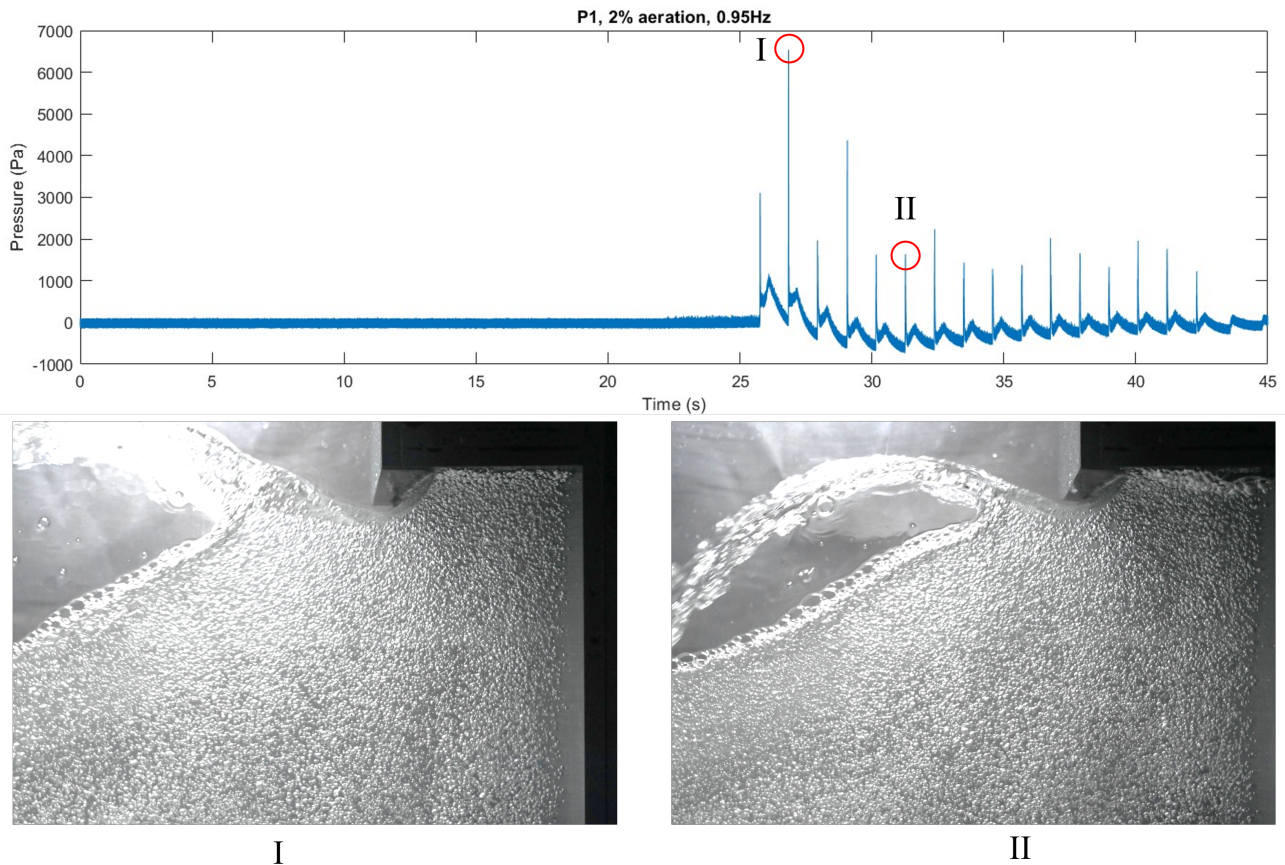 P1, 2% aeration, 0.95Hz
7000
6000
5000
4000
3000
2000
1000
0
-1000
Pressure (Pa)
I
II
0 5 10 15 20 25 30 35 40 45
Time (s)
I
II